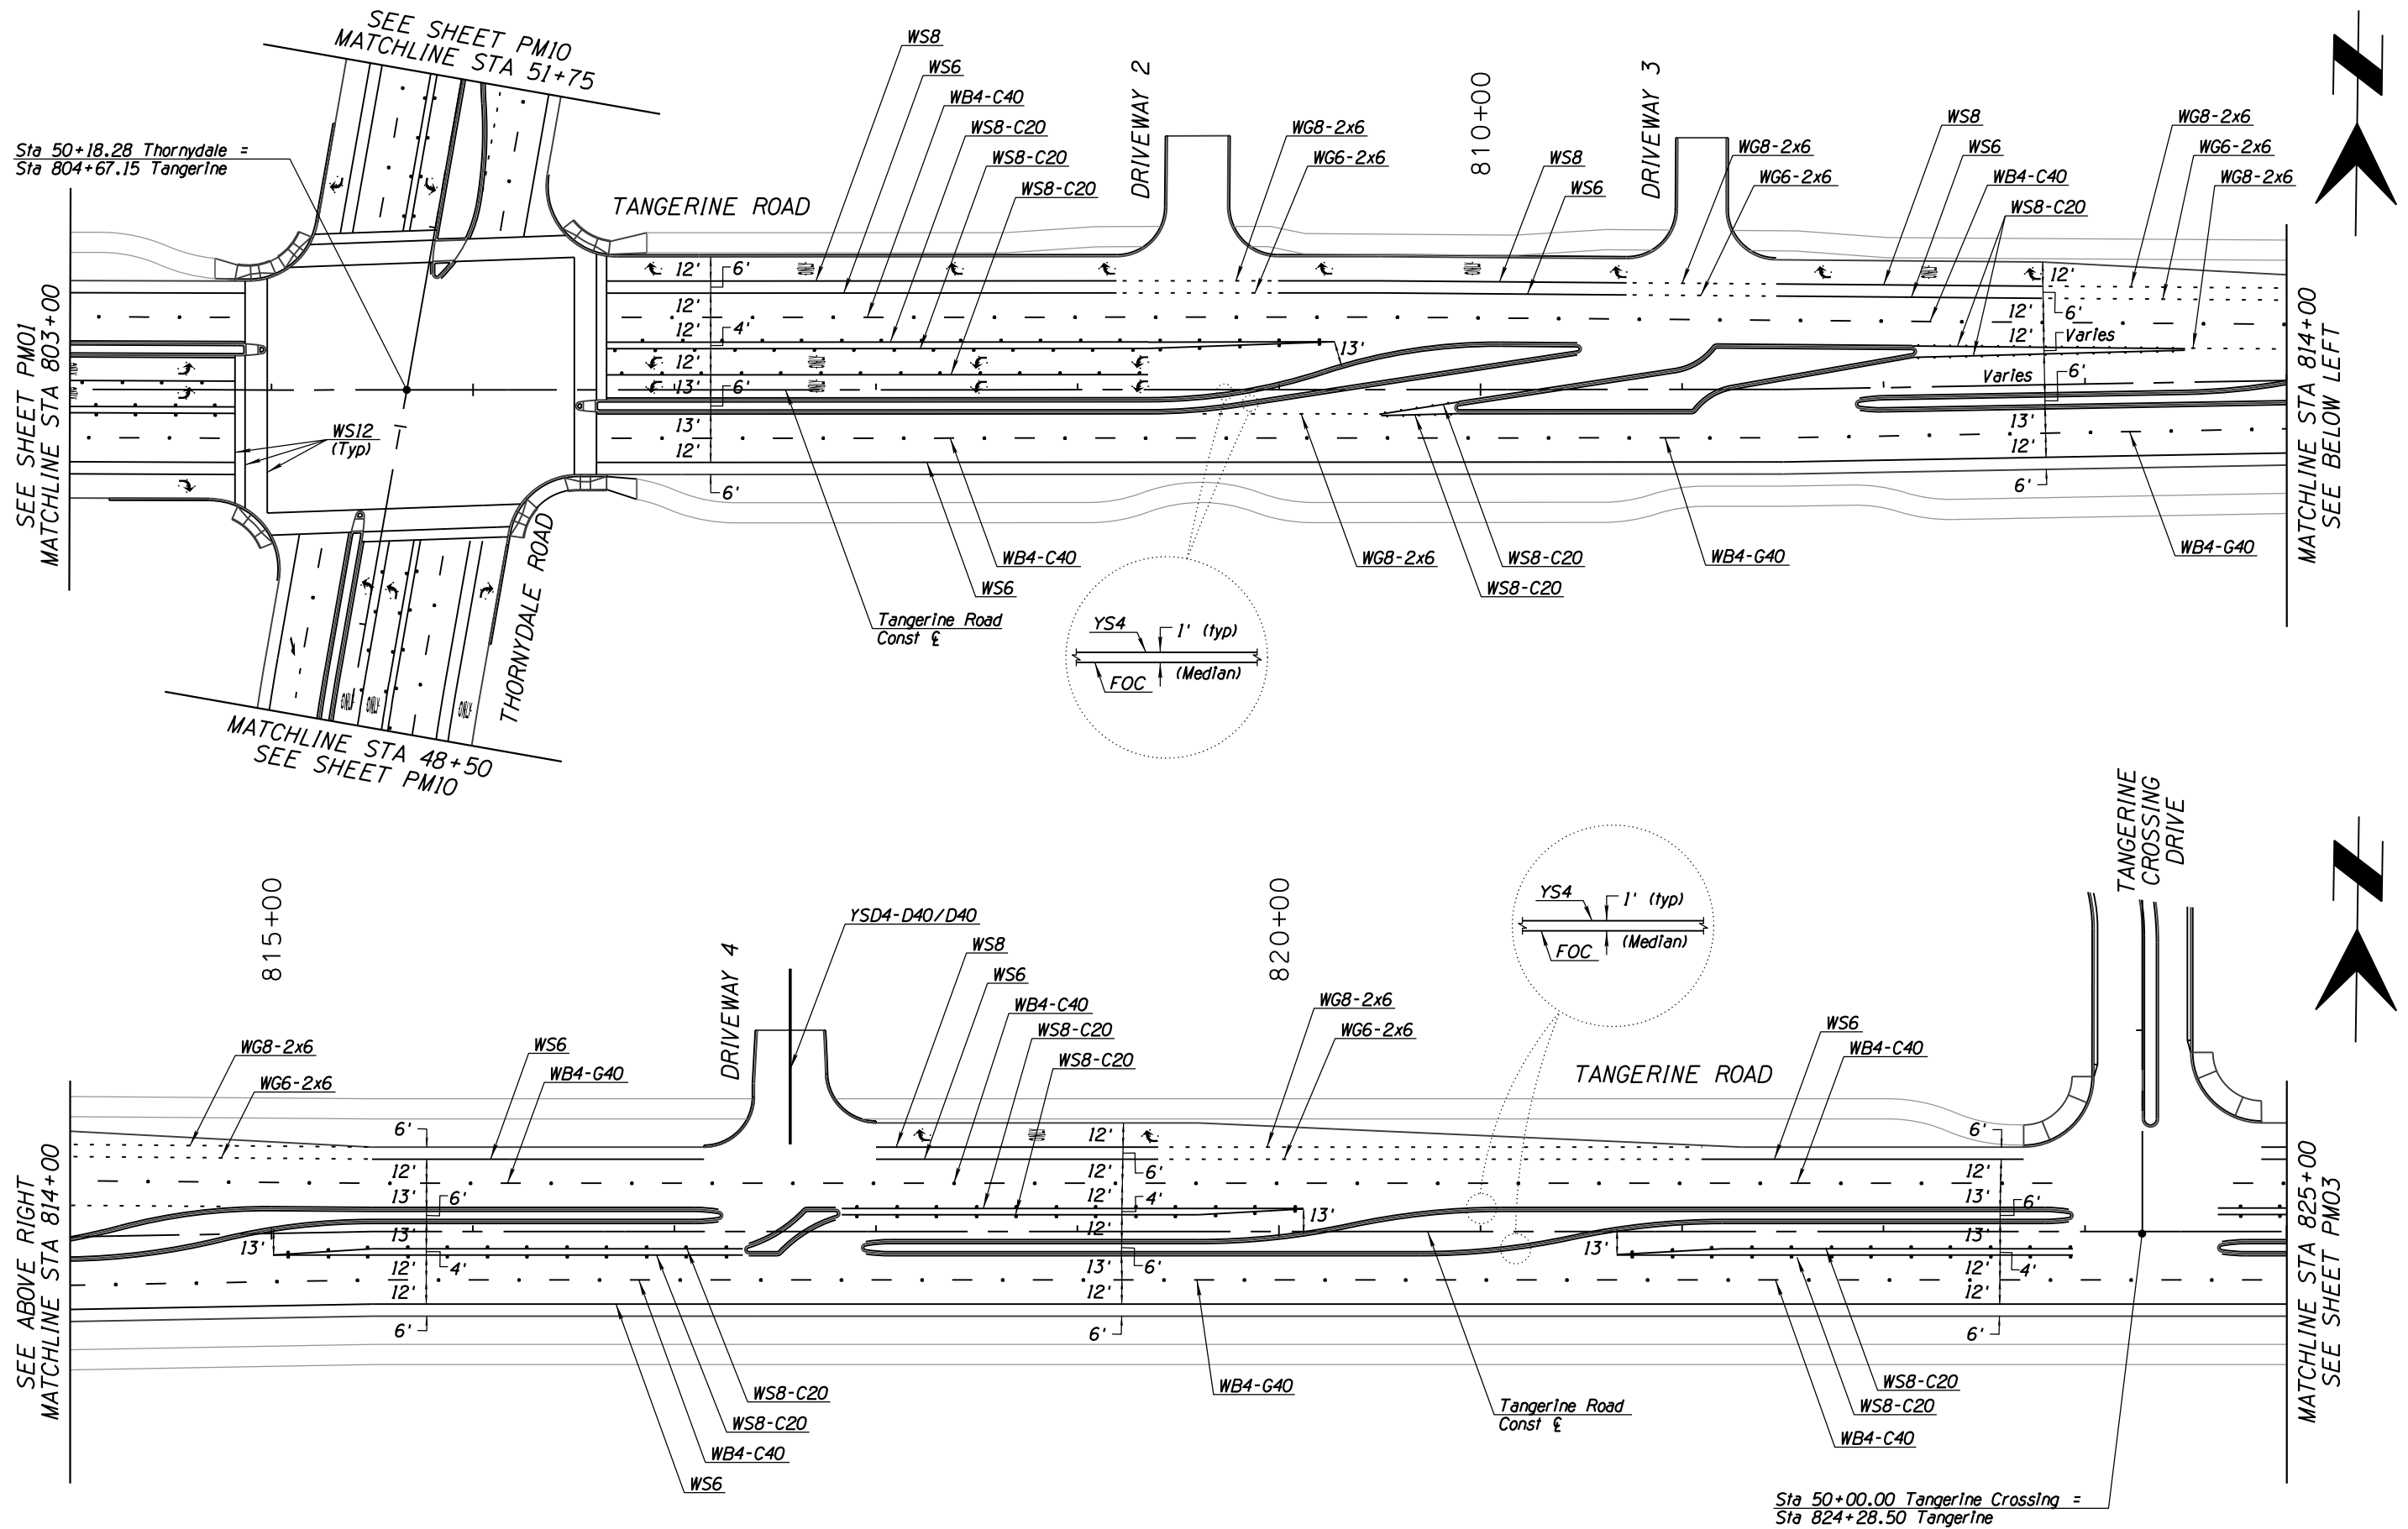 SEE SHEET PM10
MATCHLINE STA 51+75
Sta 50+18.28 Thornydale =
Sta 804+67.15 Tangerine
SEE SHEET PM01
MATCHLINE STA 803+00
WS12
(Typ)
THORNYDALE ROAD
ONLY
ONLY
ONLY
MATCHLINE STA 48+50
SEE SHEET PM10
TANGERINE ROAD
WS8
WS6
WB4-C40
WS8-C20
WS8-C20
WS8-C20
DRIVEWAY 2
WG8-2x6
WG6-2x6
810+00
WS8
WS6
DRIVEWAY 3
WG8-2x6
WG6-2x6
WS8
WS6
WB4-C40
WS8-C20
WG8-2x6
WG6-2x6
WG8-2x6
12'
6'
12'
12'
4'
12'
13'
6'
13'
12'
6'
13'
12'
12'
6'
12'
Varies
Varies
6'
13'
12'
6'
WB4-C40
WS6
Tangerine Road
Const ℄
YS4
1' (typ)
(Median)
FOC
WG8-2x6
WS8-C20
WS8-C20
WB4-G40
WB4-G40
MATCHLINE STA 814+00
SEE BELOW LEFT
815+00
DRIVEWAY 4
YSD4-D40/D40
WS8
WS6
WB4-C40
WS8-C20
WS8-C20
820+00
WG8-2x6
WG6-2x6
YS4
1' (typ)
(Median)
FOC
TANGERINE
CROSSING
DRIVE
WG8-2x6
WG6-2x6
WS6
WB4-G40
TANGERINE ROAD
WS6
WB4-C40
SEE ABOVE RIGHT
MATCHLINE STA 814+00
6'
12'
13'
6'
13'
13'
12'
4'
12'
6'
12'
12'
6'
12'
4'
12'
13'
13'
6'
12'
6'
6'
12'
13'
6'
13'
13'
12'
4'
12'
6'
WS8-C20
WS8-C20
WB4-C40
WS6
WB4-G40
Tangerine Road
Const ℄
WS8-C20
WS8-C20
WB4-C40
Sta 50+00.00 Tangerine Crossing =
Sta 824+28.50 Tangerine
MATCHLINE STA 825+00
SEE SHEET PM03